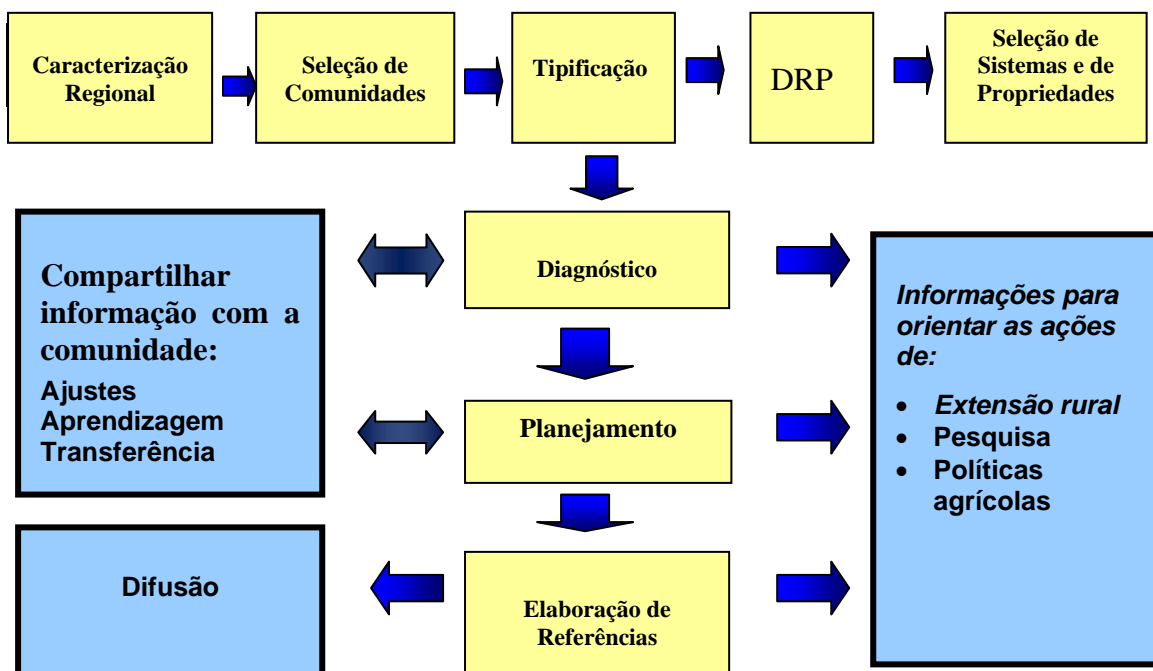 Caracterização
Regional
Seleção de
Comunidades
Tipificação
DRP
Seleção de
Sistemas e de
Propriedades
Compartilhar
informação com a
comunidade:
Ajustes
Aprendizagem
Transferência
Diagnóstico
Informações para
orientar as ações
de:
• Extensão rural
• Pesquisa
• Políticas
agrícolas
Planejamento
Difusão
Elaboração de
Referências